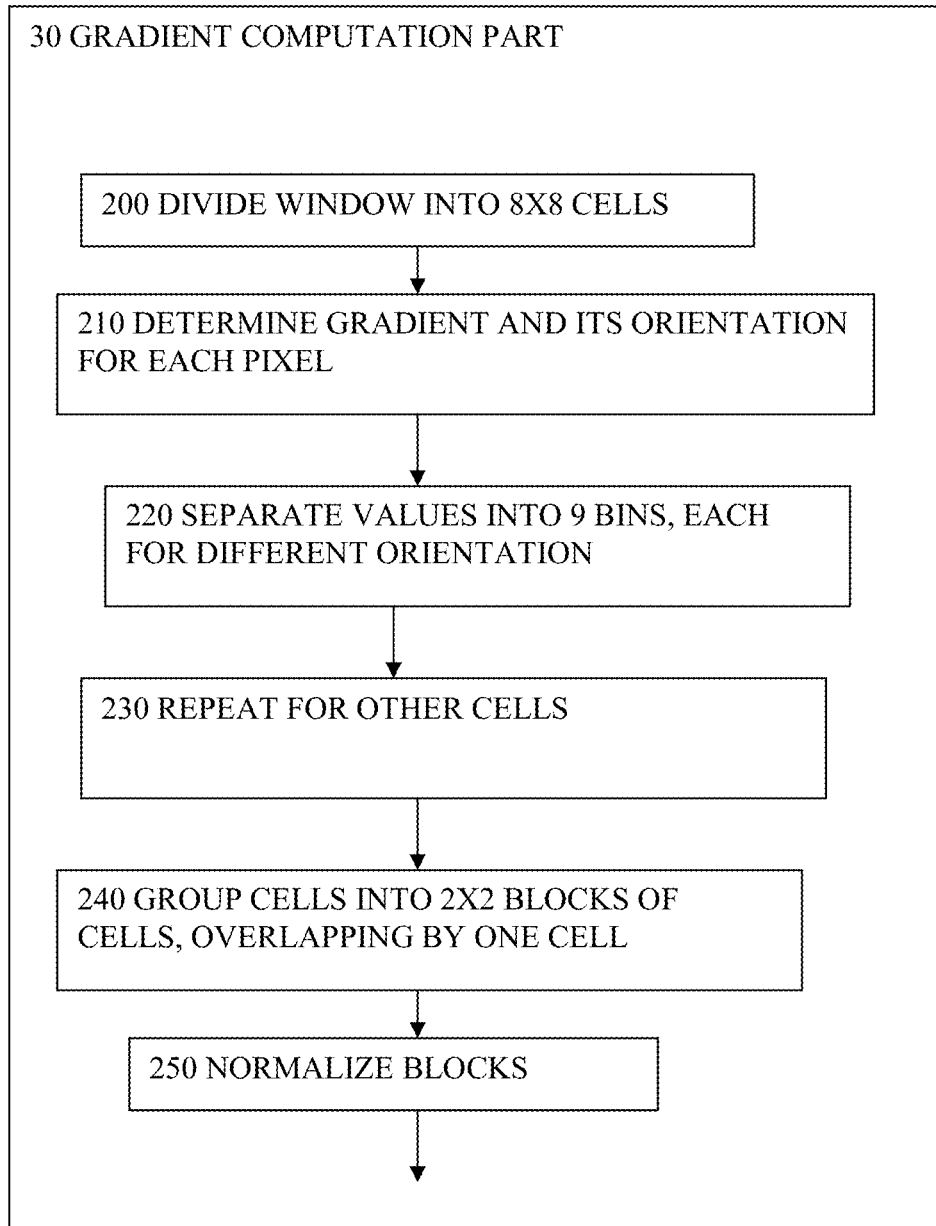 30 GRADIENT COMPUTATION PART
200 DIVIDE WINDOW INTO 8X8 CELLS
210 DETERMINE GRADIENT AND ITS ORIENTATION
FOR EACH PIXEL
220 SEPARATE VALUES INTO 9 BINS, EACH
FOR DIFFERENT ORIENTATION
230 REPEAT FOR OTHER CELLS
240 GROUP CELLS INTO 2X2 BLOCKS OF
CELLS, OVERLAPPING BY ONE CELL
250 NORMALIZE BLOCKS